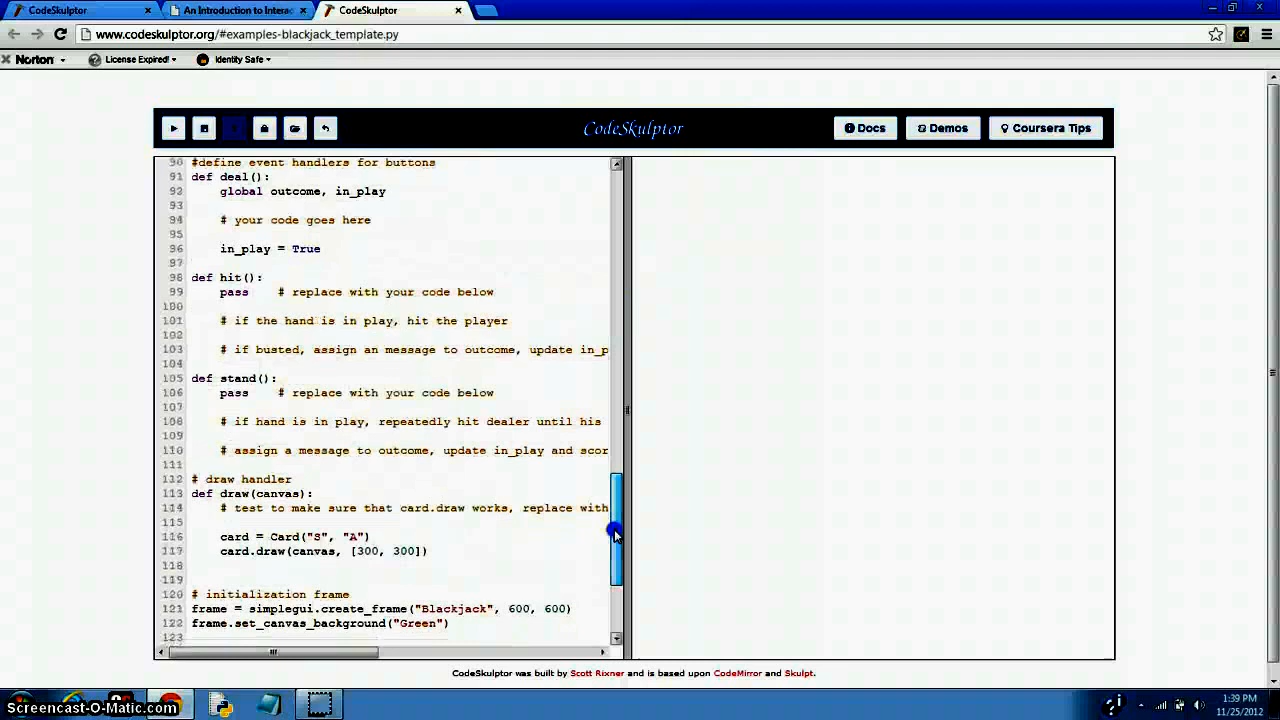 CodeSkulptor
An Introduction to Interac
CodeSkulptor
www.codeskulptor.org/#examples-blackjack_template.py
Norton
License Expired!
Identity Safe
CodeSkulptor
Docs
Demos
Coursera Tips
90 #define event handlers for buttons
91 def deal():
92 global outcome, in_play
93
94 # your code goes here
95
96 in_play = True
97
98 def hit():
99 pass # replace with your code below
100
101 # if the hand is in play, hit the player
102
103 # if busted, assign an message to outcome, update in_p
104
105 def stand():
106 pass # replace with your code below
107
108 # if hand is in play, repeatedly hit dealer until his
109
110 # assign a message to outcome, update in_play and scor
111
112 # draw handler
113 def draw(canvas):
114 # test to make sure that card.draw works, replace with
115
116 card = Card("S", "A")
117 card.draw(canvas, [300, 300])
118
119
120 # initialization frame
121 frame = simplegui.create_frame("Blackjack", 600, 600)
122 frame.set_canvas_background("Green")
123
CodeSkulptor was built by Scott Rixner and is based upon CodeMirror and Skulpt.
Screencast-O-Matic.com
1:39 PM
11/25/2012